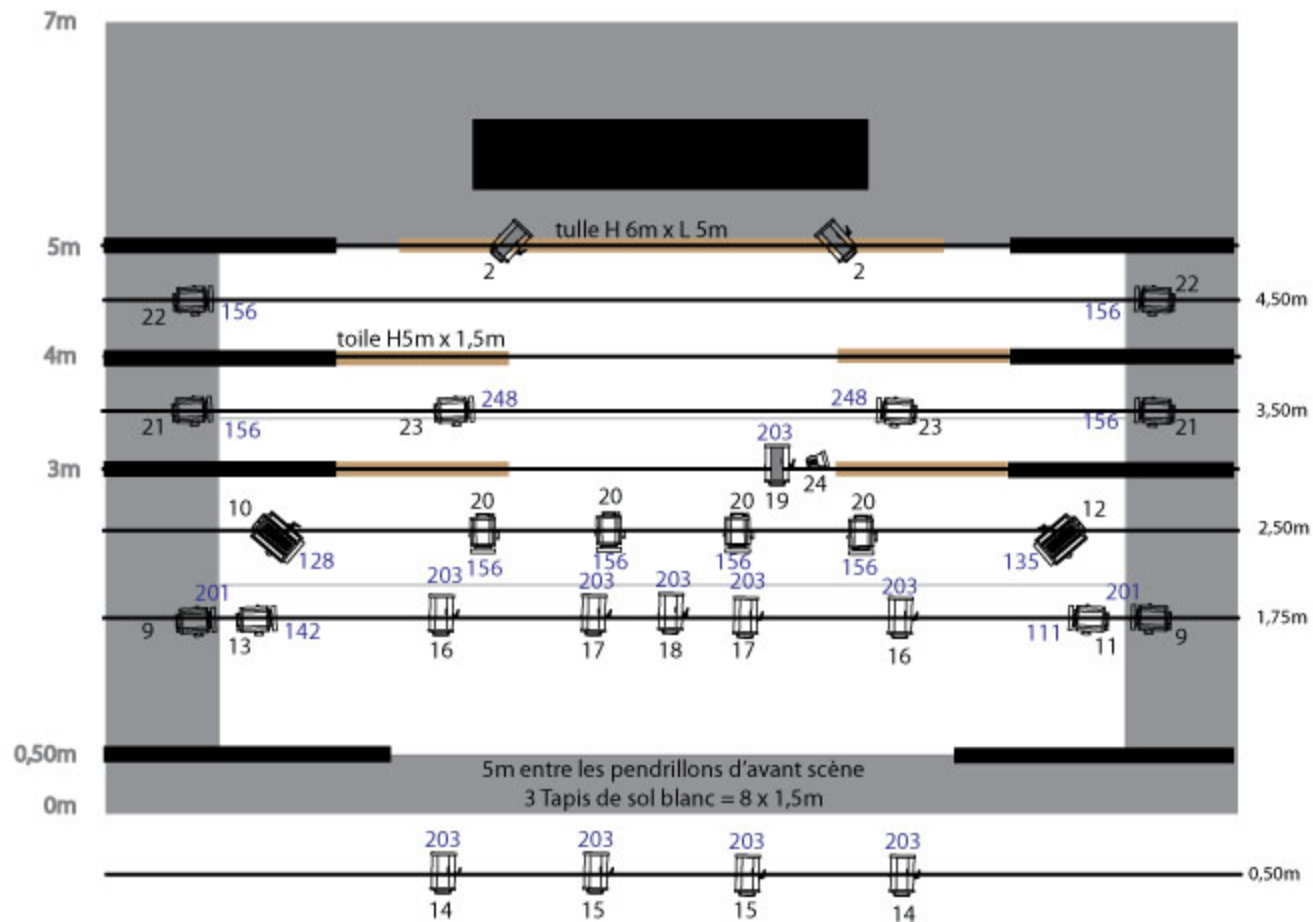 7m
tulle H 6m x L 5m
5m
2 2
22 156 156 22 4,50m
toile H5m x 1,5m
4m
21 156 23 248 248 23 156 21 3,50m
203
3m
19 24
10 20 20 20 20 12
2,50m
128 156 156 156 156 135
203 203 203 203 203
201 201
9 13 142 111 11 9 1,75m
16 17 18 17 16
0,50m
5m entre les pendrillons d'avant scène
3 Tapis de sol blanc = 8 x 1,5m
0m
203 203 203 203
0,50m
14 15 15 14